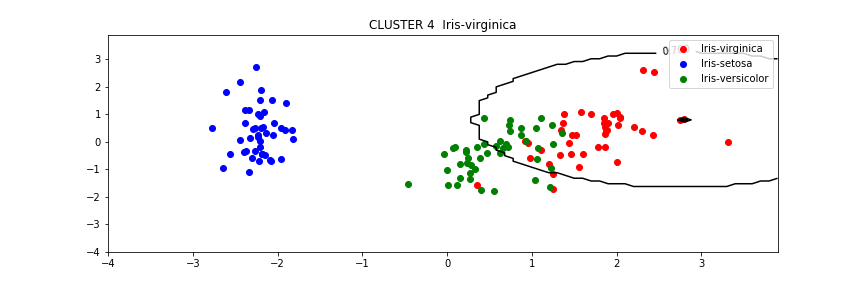 CLUSTER 4 Iris-virginica
Iris-virginica
Iris-setosa
Iris-versicolor
3
2
1
0
−1
−2
−3
−4
−4 −3 −2 −1 0 1 2 3